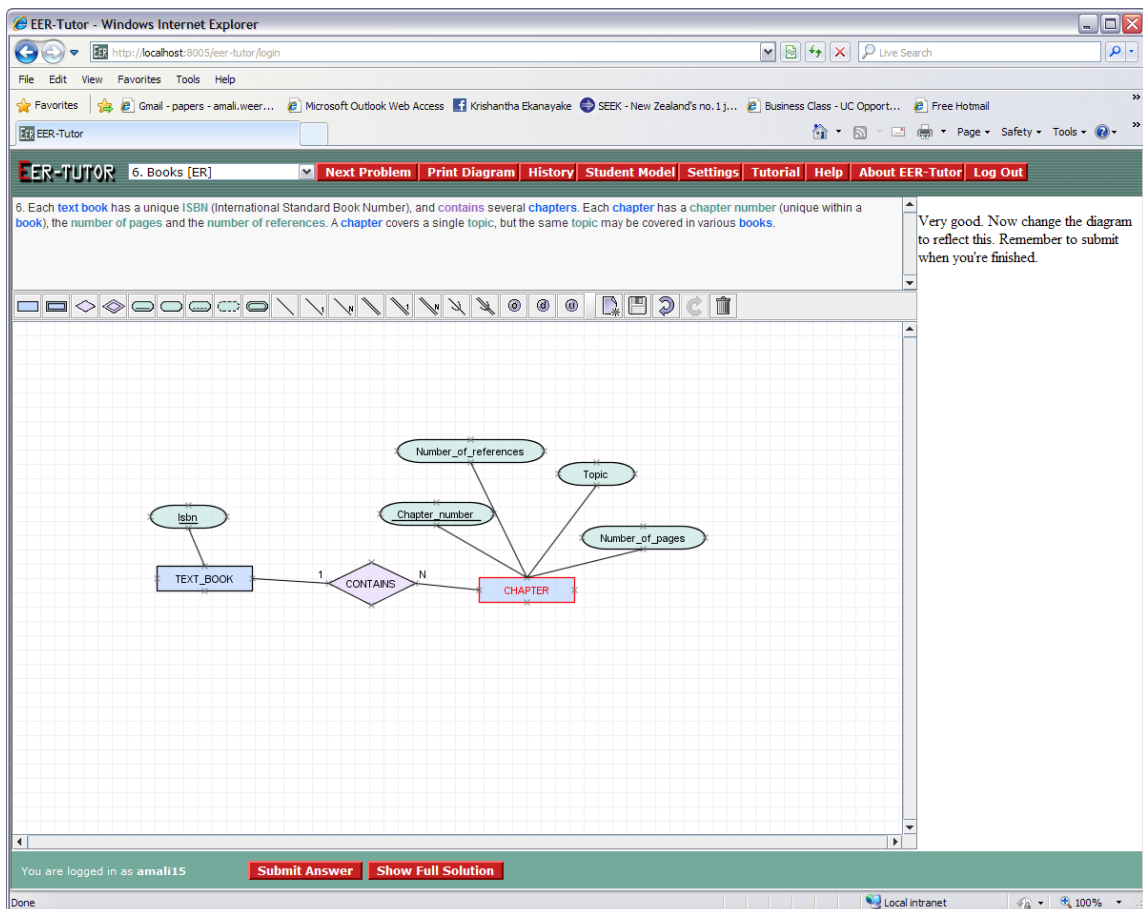 EER-Tutor - Windows Internet Explorer
http://localhost:8005/eer-tutor/login
Live Search
File Edit View Favorites Tools Help
Favorites Gmail - papers - amali.weer... Microsoft Outlook Web Access Krishantha Ekanayake SEEK - New Zealand's no.1 j... Business Class - UC Opport... Free Hotmail »
EER EER-Tutor Page Safety Tools »
EER-TUTOR 6. Books [ER] Next Problem Print Diagram History Student Model Settings Tutorial Help About EER-Tutor Log Out
6. Each text book has a unique ISBN (International Standard Book Number), and contains several chapters. Each chapter has a chapter number (unique within a
book), the number of pages and the number of references. A chapter covers a single topic, but the same topic may be covered in various books.
Very good. Now change the diagram
to reflect this. Remember to submit
when you're finished.
1 N 1 N o d u
Number_of_references
Topic
Chapter_number
Isbn
Number_of_pages
TEXT_BOOK
1
CONTAINS
N
CHAPTER
You are logged in as amali15 Submit Answer Show Full Solution
Done Local intranet 100%